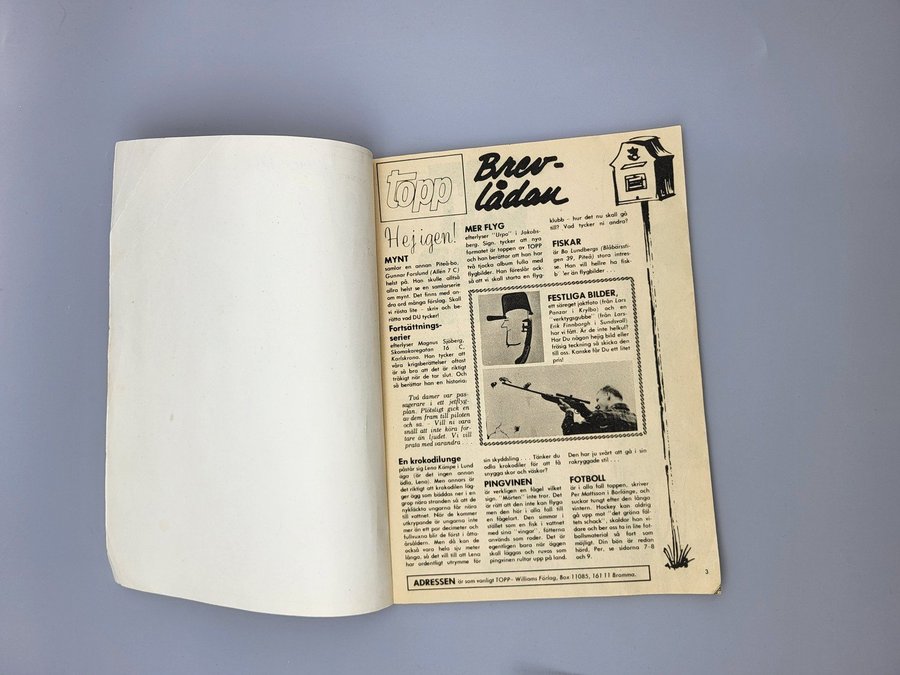 topp
Brev-
lådan
Hej igen!
MYNT
samlar en annan Piteå-bo,
Gunnar Forslund (Allén 7 C)
helst på. Han skulle alltså
allra helst se en samlarserie
om mynt. Det finns med an-
dra ord många förslag. Skall
vi rösta lite – skriv och be-
rätta vad DU tycker!
Fortsättnings-
serier
efterlyser Magnus Sjöberg,
Skomakaregatan 16 C,
Karlskrona. Han tycker att
våra krigsberättelser oftast
är så bra att det är riktigt
tråkigt när de tar slut. Och
så berättar han en historia:
Två damer var pas-
sagerare i ett jetflyg-
plan. Plötsligt gick en
av dem fram till piloten
och sa. – Vill ni vara
snäll att inte köra for-
tare än ljudet. Vi vill
prata med varandra . . .
En krokodilunge
påstår sig Lena Kämpe i Lund
äga (är det ingen annan
ödla, Lena). Men annars är
det riktigt att krokodilen läg-
ger ägg som bäddas ner i en
grop nära stranden så att de
nykläckta ungarna får nära
till vattnet. När de kommer
utkrypande är ungarna inte
mer än ett par decimeter och
fullvuxna blir de först i åtta-
årsåldern. Men då kan de
också vara hela sju meter
långa, så det vill till att Lena
har ordentligt utrymme för
MER FLYG
efterlyser "Urpo" i Jakobs-
berg. Sign. tycker att nya
formatet är toppen av TOPP
och han berättar att han har
två tjocka album fulla med
flygbilder. Han föreslår ock-
så att vi skall starta en flyg-
klubb – hur det nu skall gå
till? Vad tycker ni andra?
FISKAR
är Bo Lundbergs (Blåbärssti-
gen 39, Piteå) stora intres-
se. Han vill hellre ha fisk-
er än flygbilder . . .
FESTLIGA BILDER,
ett säreget jaktfoto (från Lars
Panzar i Krylbo) och en
"verktygsgubbe" (från Lars-
Erik Finnborgh i Sundsvall)
har vi fått. Är de inte helkul?
Har Du någon hejig bild eller
fräsig teckning så skicka den
till oss. Kanske får Du ett litet
pris!
sin skyddsling . . . Tänker du
odla krokodiler för att få
snygga skor och väskor?
PINGVINEN
är verkligen en fågel vilket
sign. "Mårten" inte tror. Det
är rätt att den inte kan flyga
men den hör i alla fall till
en fågelart. Den simmar i
stället som en fisk i vattnet
med sina "vingar", fötterna
används som roder. Det är
egentligen bara när äggen
skall läggas och ruvas som
pingvinen rultar upp på land.
Den har ju svårt att gå i sin
rakryggade stil . . .
FOTBOLL
är i alla fall toppen, skriver
Per Mattsson i Borlänge, och
suckar tungt efter den långa
vintern. Hockey kan aldrig
gå upp mot "det gröna fäl-
tets schack", skaldar han vi-
dare och ber oss ta in lite fot-
bollsmaterial så fort som
möjligt. Din bön är redan
hörd, Per, se sidorna 7–8
och 9.
ADRESSEN är som vanligt TOPP- Williams Förlag, Box 11085, 161 11 Bromma.
3